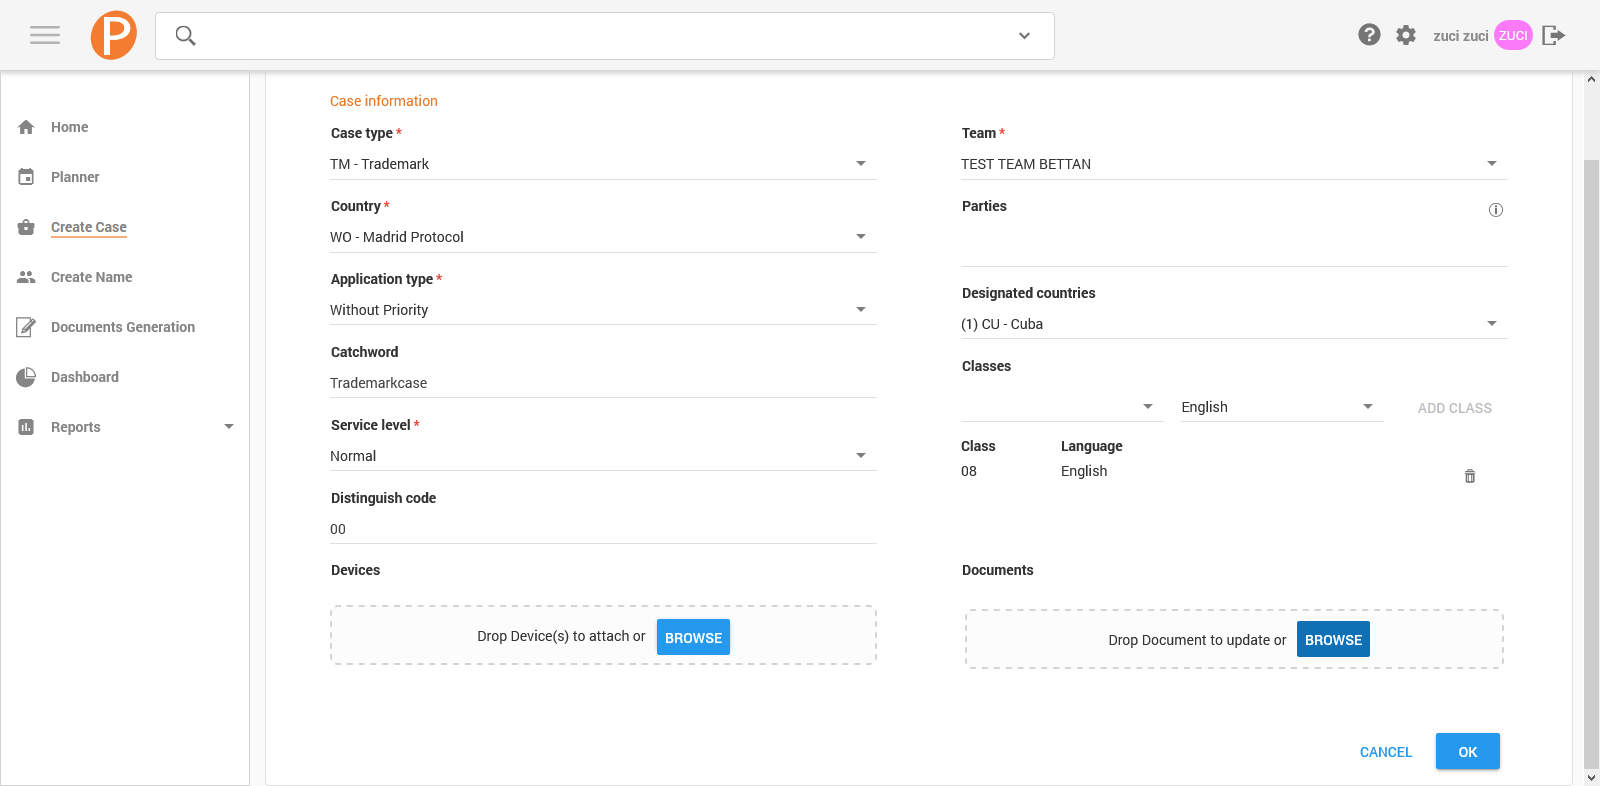 P
zuci zuci ZUCI
Home
Planner
Create Case
Create Name
Documents Generation
Dashboard
Reports
Case information
Case type *
TM - Trademark
Country *
WO - Madrid Protocol
Application type *
Without Priority
Catchword
Trademarkcase
Service level *
Normal
Distinguish code
00
Devices
Drop Device(s) to attach or BROWSE
Team *
TEST TEAM BETTAN
Parties
Designated countries
(1) CU - Cuba
Classes
English ADD CLASS
Class Language
08 English
Documents
Drop Document to update or BROWSE
CANCEL OK